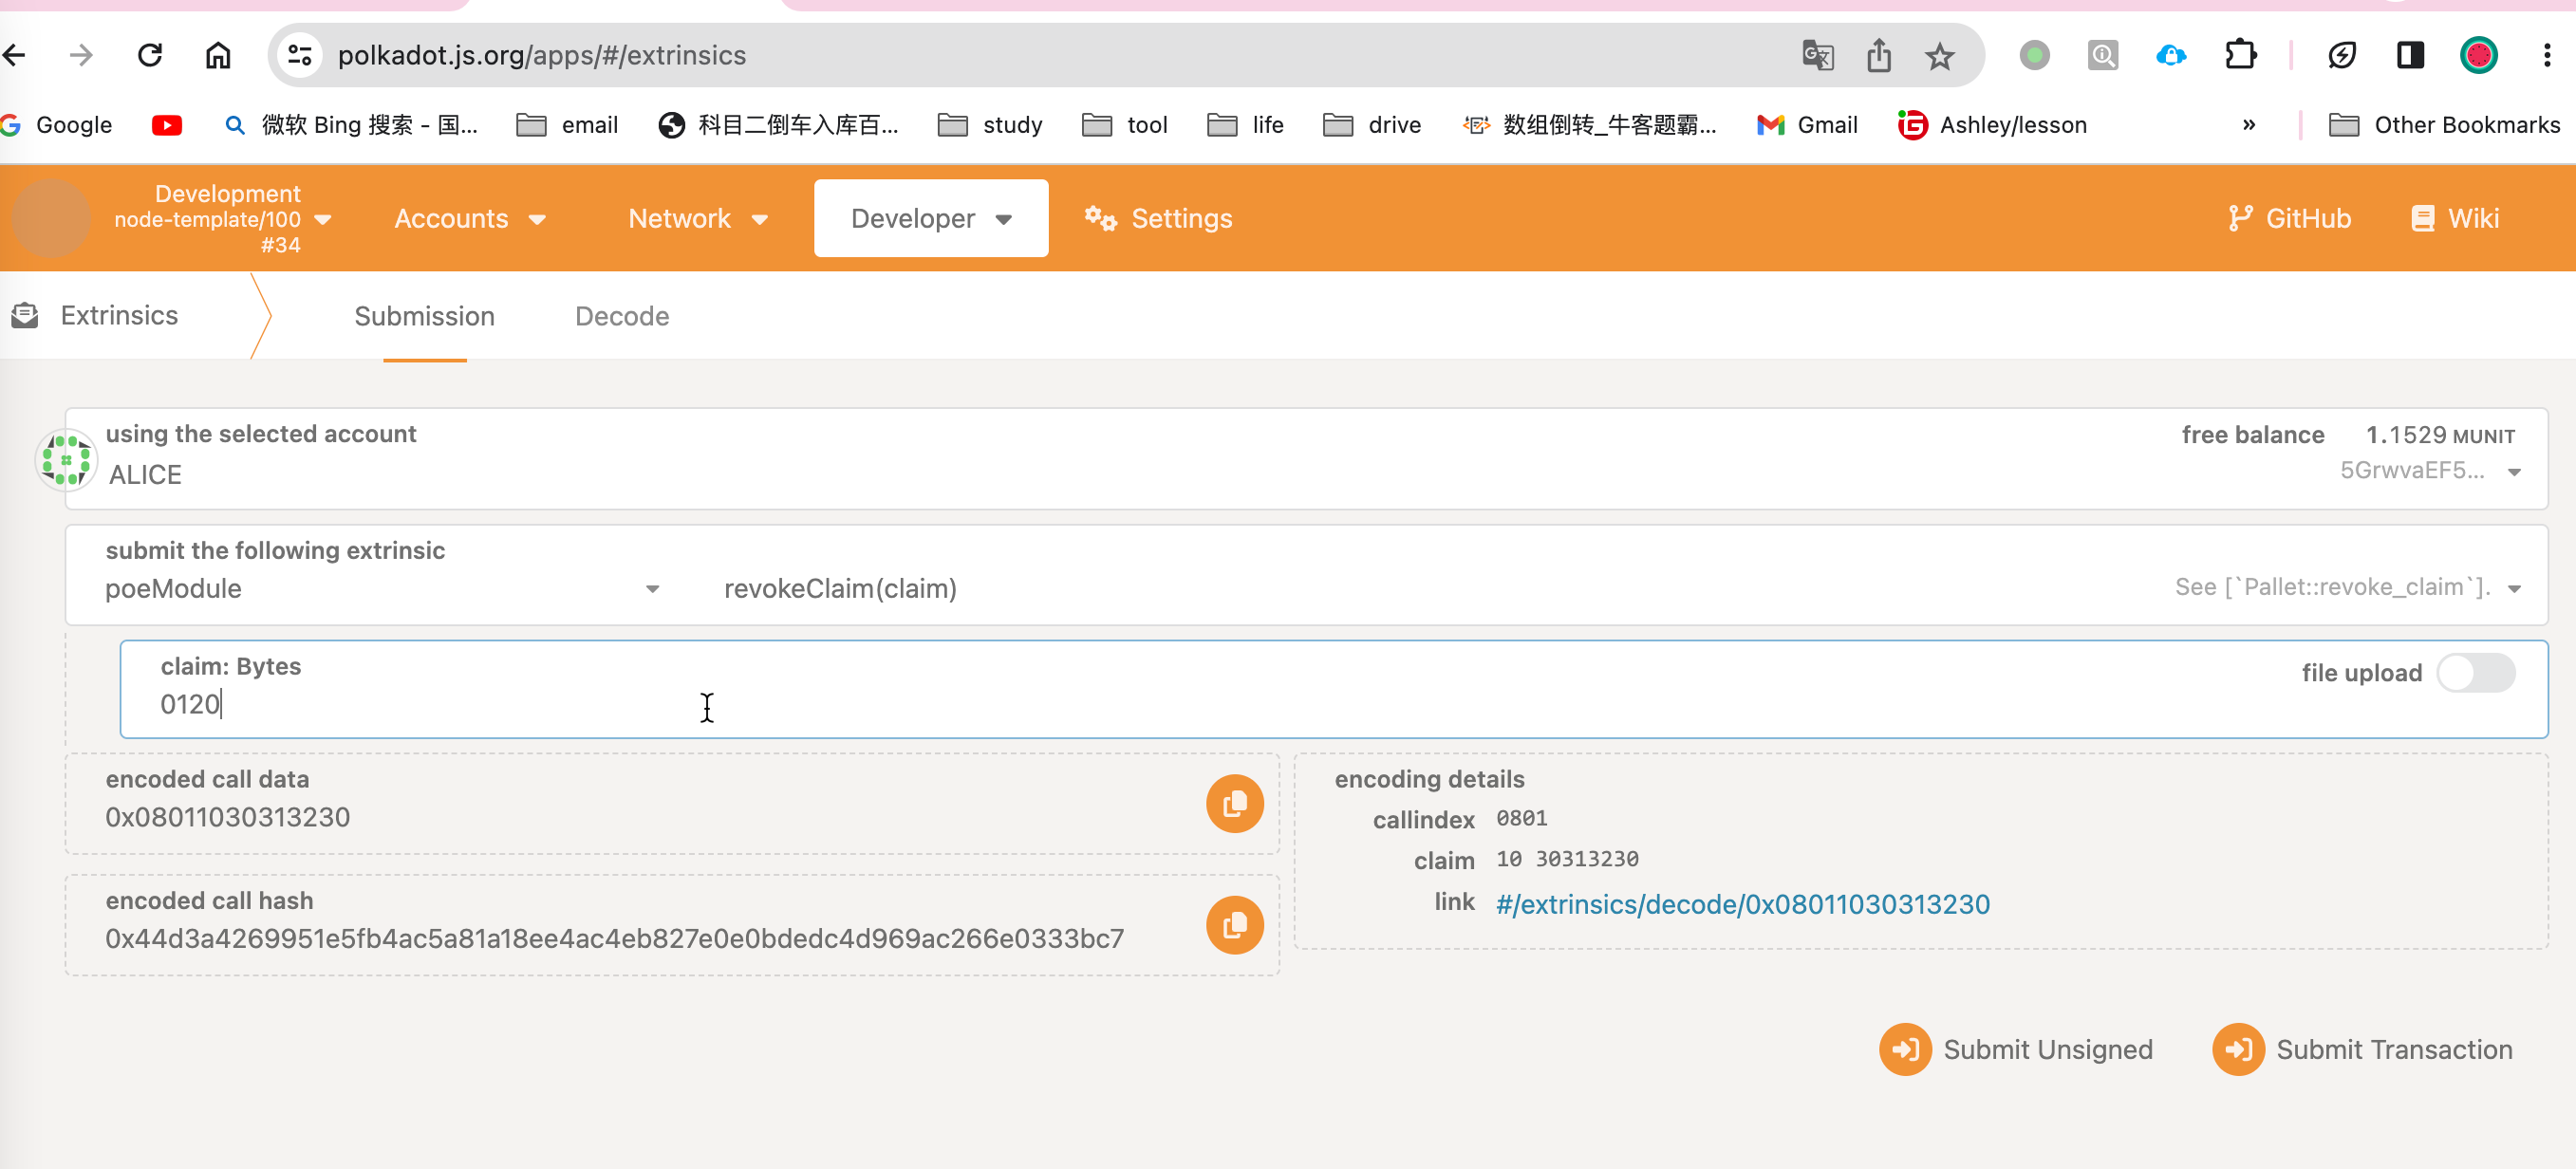 polkadot.js.org/apps/#/extrinsics
Google
微软 Bing 搜索 - 国...
email
科目二倒车入库百...
study
tool
life
drive
数组倒转_牛客题霸...
Gmail
Ashley/lesson
»
Other Bookmarks
Development
node-template/100
#34
Accounts
Network
Developer
Settings
GitHub
Wiki
Extrinsics
Submission
Decode
using the selected account
ALICE
free balance 1.1529 MUNIT
5GrwvaEF5...
submit the following extrinsic
poeModule
revokeClaim(claim)
See [`Pallet::revoke_claim`].
claim: Bytes
0120
file upload
encoded call data
0x08011030313230
encoded call hash
0x44d3a4269951e5fb4ac5a81a18ee4ac4eb827e0e0bdedc4d969ac266e0333bc7
encoding details
callindex 0801
claim 10 30313230
link #/extrinsics/decode/0x08011030313230
Submit Unsigned
Submit Transaction